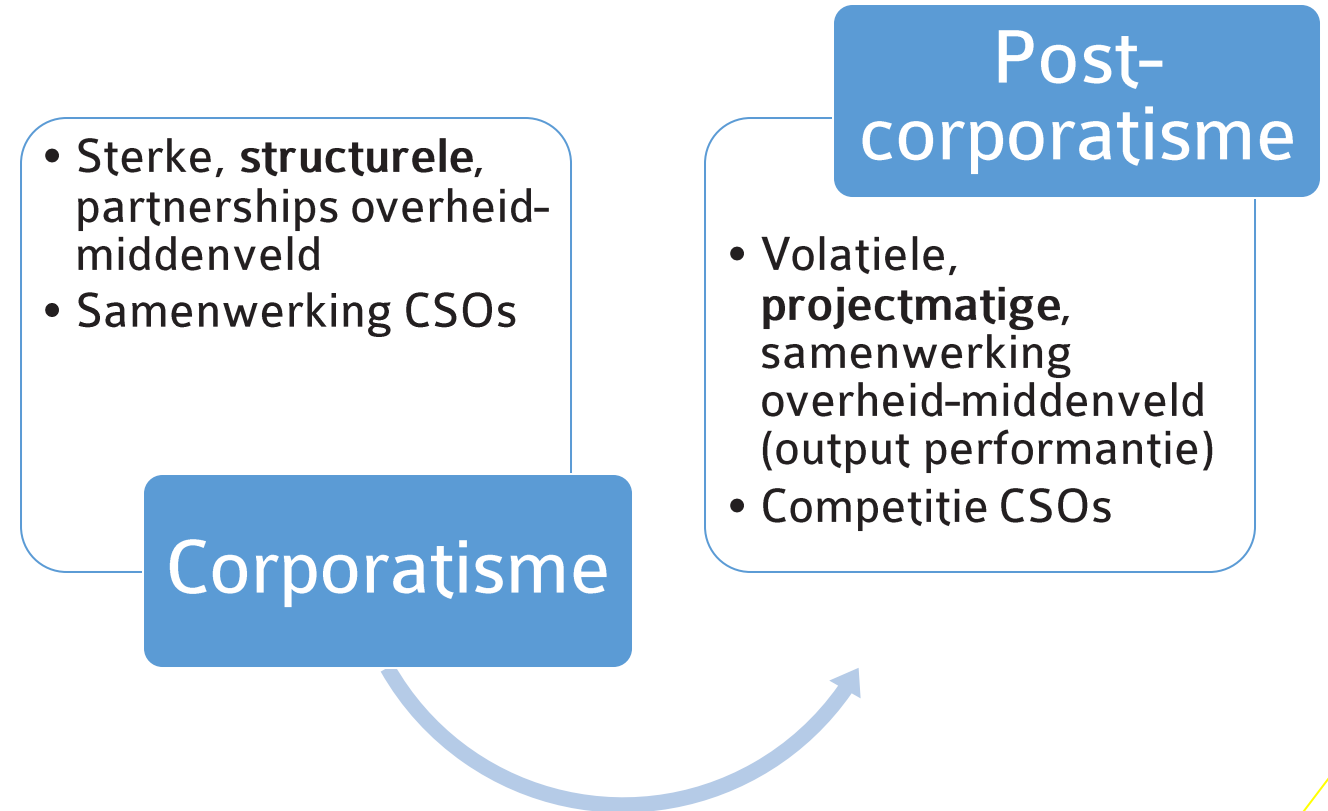 • Sterke, structurele,
partnerships overheid-
middenveld
• Samenwerking CSOs
Corporatisme
Post-
corporatisme
• Volatiele,
projectmatige,
samenwerking
overheid-middenveld
(output performantie)
• Competitie CSOs